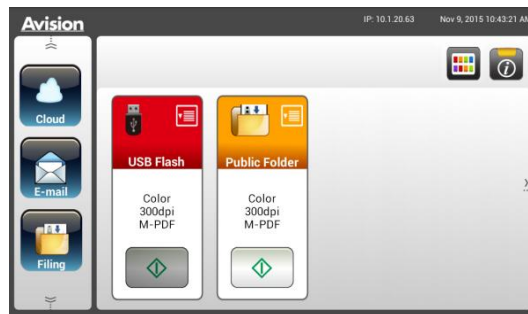 Avision
IP: 10.1.20.63 Nov 9, 2015 10:43:21 AM
Cloud
E-mail
Filing
USB Flash
Color
300dpi
M-PDF
Public Folder
Color
300dpi
M-PDF